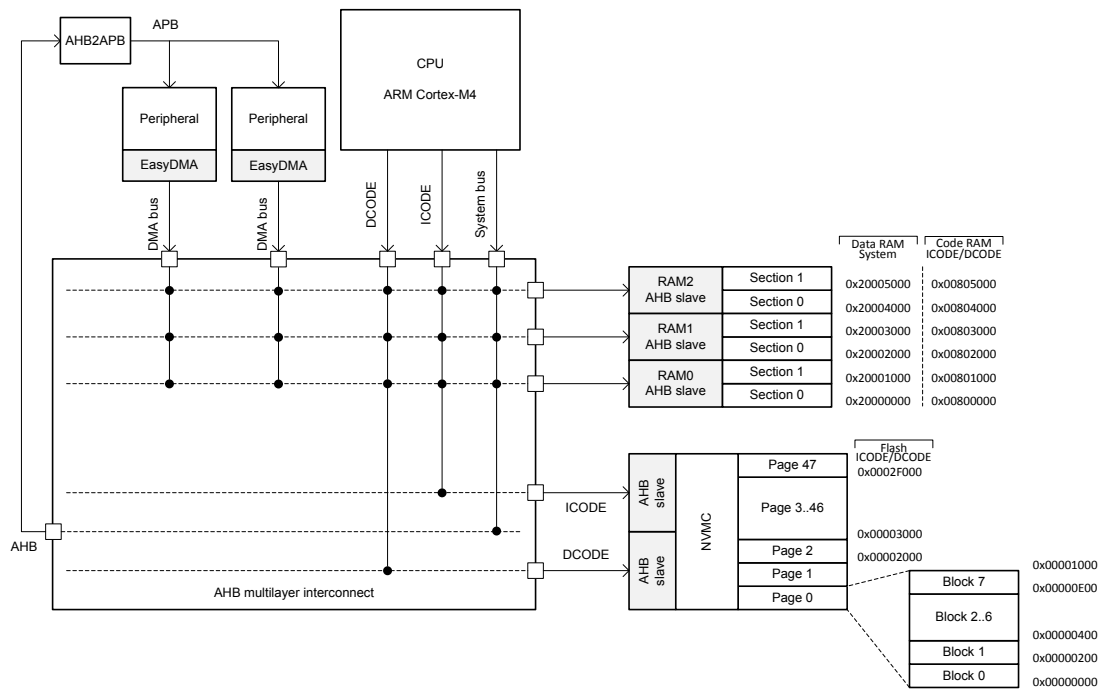 APB
AHB2APB
CPU
ARM Cortex-M4
Peripheral
Peripheral
EasyDMA
EasyDMA
DMA bus
DMA bus
DCODE
ICODE
System bus
Data RAM
System
Code RAM
ICODE/DCODE
RAM2
AHB slave
Section 1
0x20005000
0x00805000
Section 0
0x20004000
0x00804000
RAM1
AHB slave
Section 1
0x20003000
0x00803000
Section 0
0x20002000
0x00802000
RAM0
AHB slave
Section 1
0x20001000
0x00801000
Section 0
0x20000000
0x00800000
Flash
ICODE/DCODE
Page 47
0x0002F000
AHB
slave
NVMC
Page 3..46
ICODE
0x00003000
AHB
DCODE
AHB
slave
Page 2
0x00002000
Page 1
0x00001000
Page 0
AHB multilayer interconnect
Block 7
0x00000E00
Block 2..6
0x00000400
Block 1
0x00000200
Block 0
0x00000000